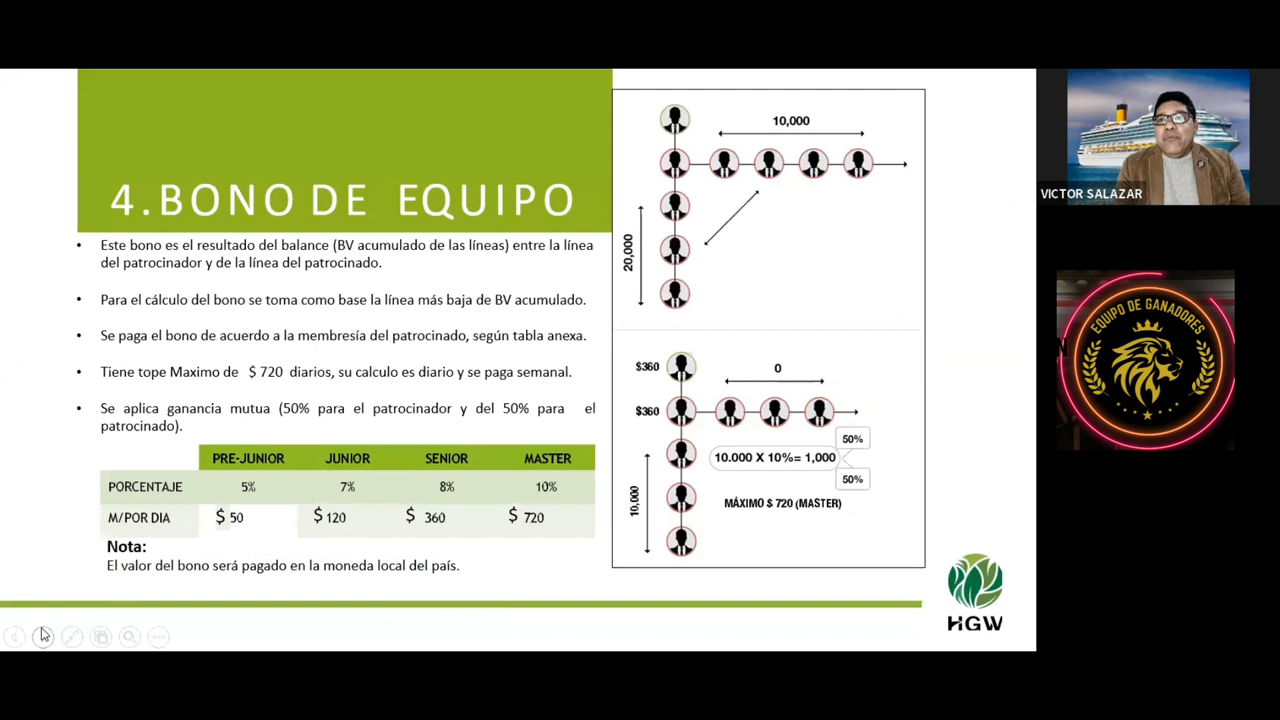 4.BONO DE EQUIPO
• Este bono es el resultado del balance (BV acumulado de las líneas) entre la línea
del patrocinador y de la línea del patrocinado.
• Para el cálculo del bono se toma como base la línea más baja de BV acumulado.
• Se paga el bono de acuerdo a la membresía del patrocinado, según tabla anexa.
• Tiene tope Maximo de $ 720 diarios, su calculo es diario y se paga semanal.
• Se aplica ganancia mutua (50% para el patrocinador y del 50% para el
patrocinado).
PRE-JUNIOR JUNIOR SENIOR MASTER
PORCENTAJE 5% 7% 8% 10%
M/POR DIA $ 50 $ 120 $ 360 $ 720
Nota:
El valor del bono será pagado en la moneda local del país.
10,000
20,000
$360
0
$360
50%
10.000 X 10%= 1,000
50%
10,000
MÁXIMO $ 720 (MASTER)
HGW
VICTOR SALAZAR
EQUIPO DE GANADORES
N